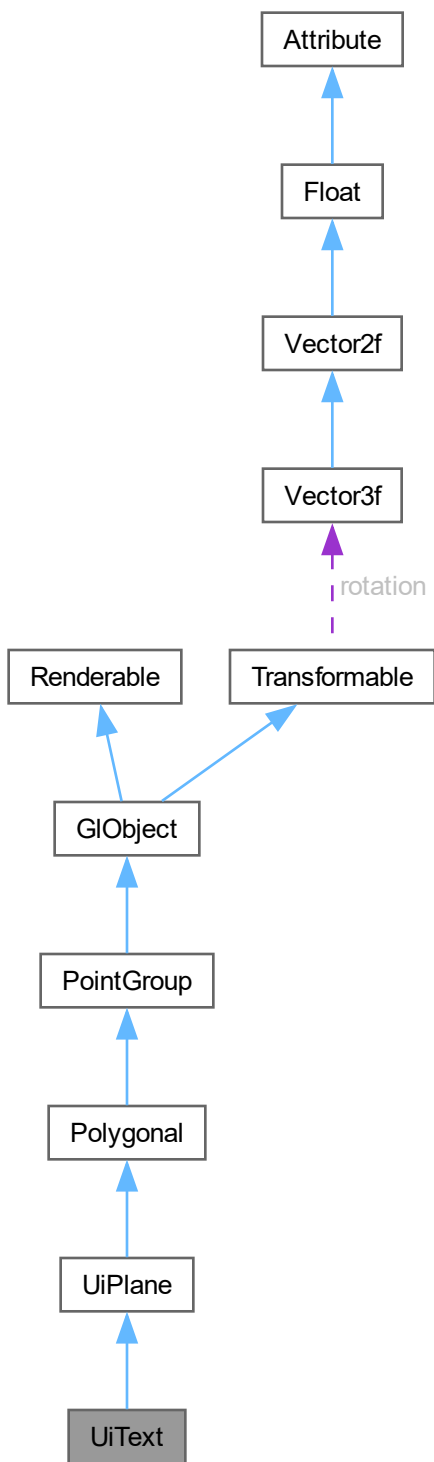 Attribute
Float
Vector2f
Vector3f
rotation
Renderable
Transformable
GlObject
PointGroup
Polygonal
UiPlane
UiText